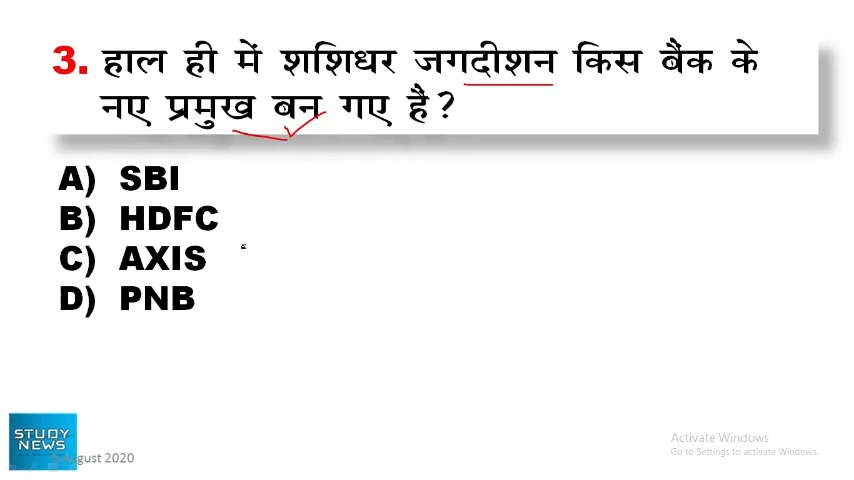 3. हाल ही में शशिधर जगदीशन किस बैंक के
नए प्रमुख बन गए है?
A) SBI
B) HDFC
C) AXIS
D) PNB
STUDY
NEWS
August 2020
Activate Windows
Go to Settings to activate Windows.